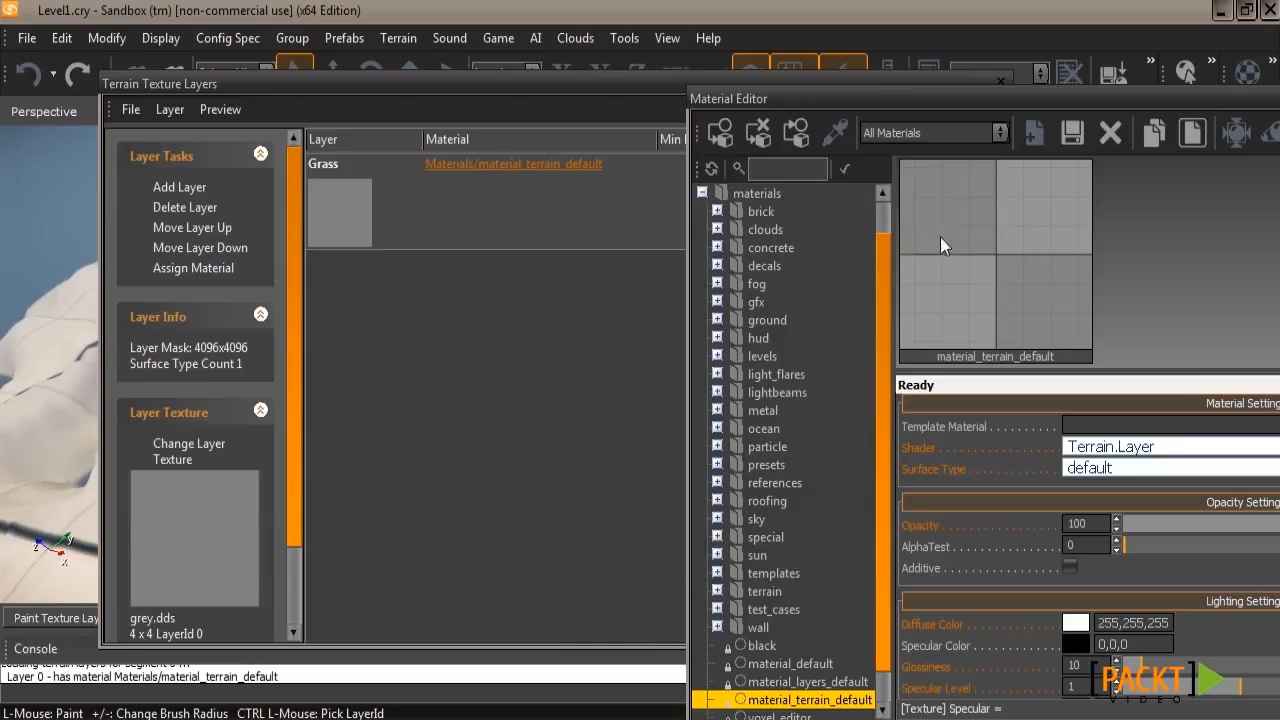 Level1.cry - Sandbox (tm) [non-commercial use] (x64 Edition)
File Edit Modify Display Config Spec Group Prefabs Terrain Sound Game AI Clouds Tools View Help
Terrain Texture Layers
Material Editor
Perspective
File Layer Preview
All Materials
Layer Material Min
Layer Tasks
Grass Materials/material_terrain_default
Add Layer
Delete Layer
Move Layer Up
Move Layer Down
Assign Material
Layer Info
Layer Mask: 4096x4096
Surface Type Count 1
Layer Texture
Change Layer
Texture
grey.dds
4 x 4 LayerId 0
materials
brick
clouds
concrete
decals
fog
gfx
ground
hud
levels
light_flares
lightbeams
metal
ocean
particle
presets
references
roofing
sky
special
sun
templates
terrain
test_cases
wall
black
material_default
material_layers_default
material_terrain_default
voxel_editor
material_terrain_default
Ready
Material Setting
Template Material
Shader Terrain.Layer
Surface Type default
Opacity Setting
Opacity 100
AlphaTest 0
Additive
Lighting Setting
Diffuse Color 255,255,255
Specular Color 0,0,0
Glossiness 10
Specular Level 1
[Texture] Specular =
Paint Texture Lay
Console
Loading terrain layers for segment
Layer 0 - has material Materials/material_terrain_default
L-Mouse: Paint +/-: Change Brush Radius CTRL L-Mouse: Pick LayerId
[PACKT]
VIDEO